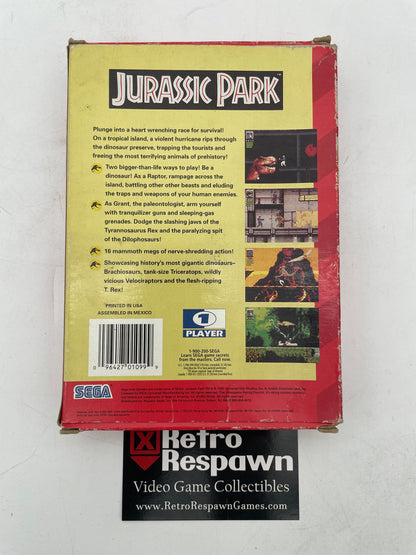 JURASSIC PARK™
Plunge into a heart wrenching race for survival!
On a tropical island, a violent hurricane rips through
the dinosaur preserve, trapping the tourists and
freeing the most terrifying animals of prehistory!
Two bigger-than-life ways to play! Be a
dinosaur! As a Raptor, rampage across the
island, battling other other beasts and eluding
the traps and weapons of your human enemies.
As Grant, the paleontologist, arm yourself
with tranquilizer guns and sleeping-gas
grenades. Dodge the slashing jaws of the
Tyrannosaurus Rex and the paralyzing spit
of the Dilophosaurs!
16 mammoth megs of nerve-shredding action!
Showcasing history's most gigantic dinosaurs–
Brachiosaurs, tank-size Triceratops, wildly
vicious Velociraptors and the flesh-ripping
T. Rex!
PRINTED IN USA
ASSEMBLED IN MEXICO
0 96427 01099 9
1
PLAYER
1-900-200-SEGA
Learn SEGA game secrets
from the masters. Call now.
SEGA
Retro
Respawn
Video Game Collectibles
www.RetroRespawnGames.com